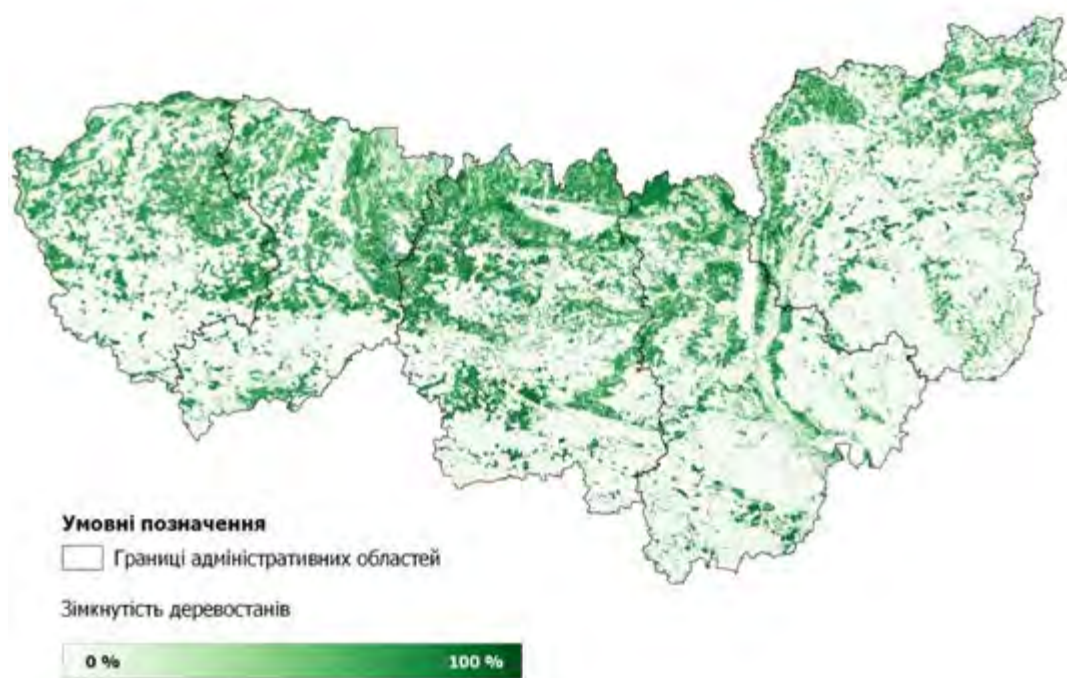 Умовні позначення
Границі адміністративних областей
Зімкнутість деревостанів
0 % 100 %